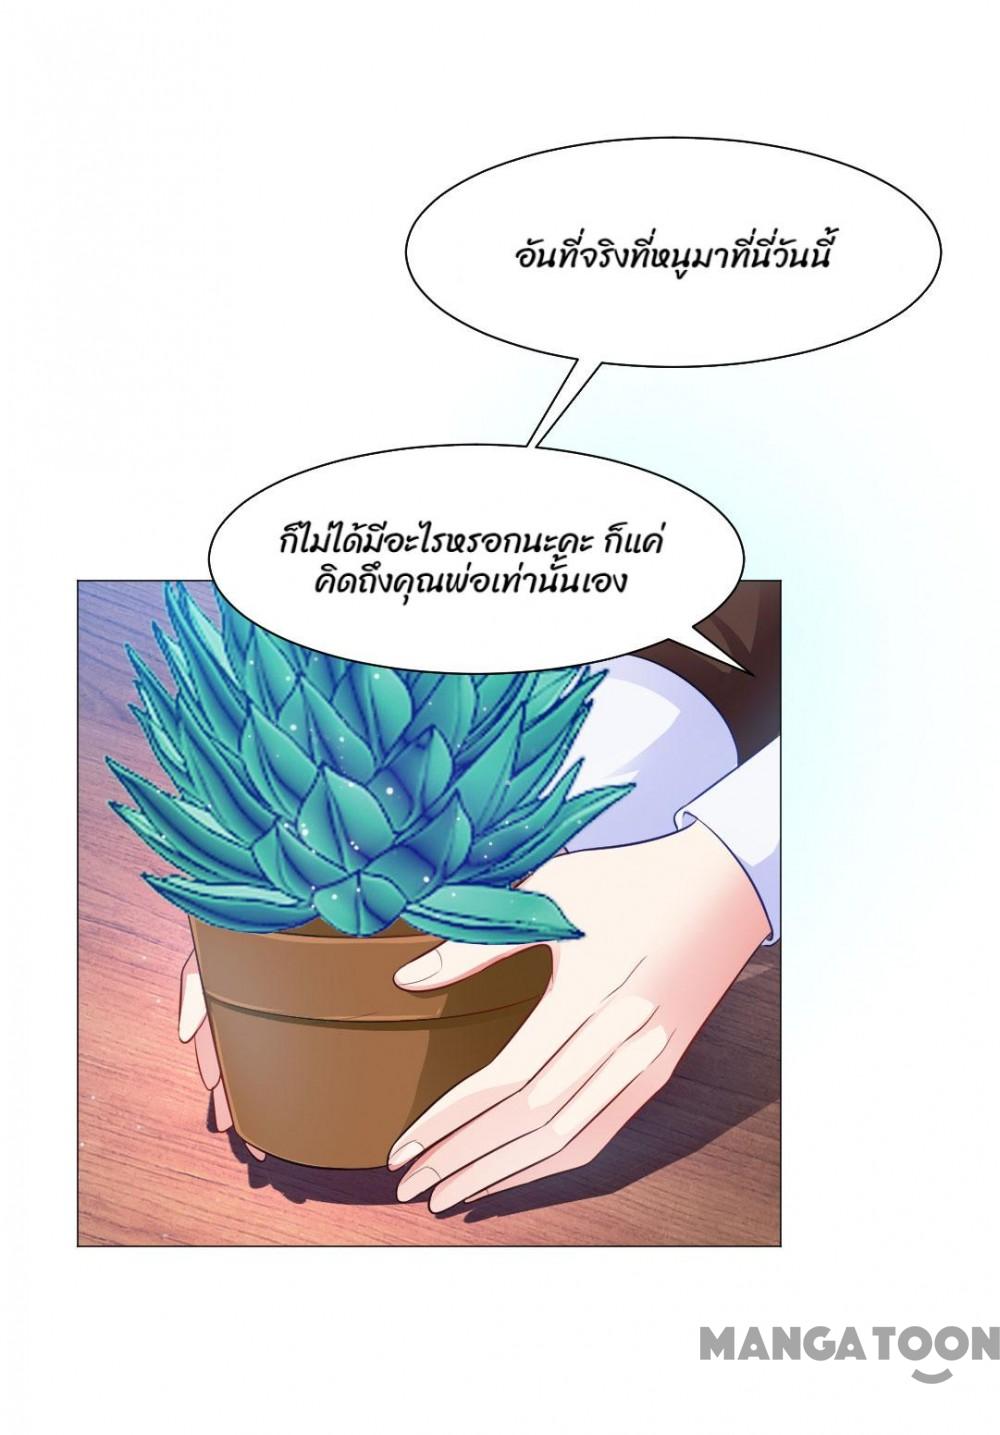 อันที่จริงที่หนูมาที่นี่วันนี้
ก็ไม่ได้มีอะไรหรอกนะคะ ก็แค่
คิดถึงคุณพ่อเท่านั้นเอง
MANGATOON